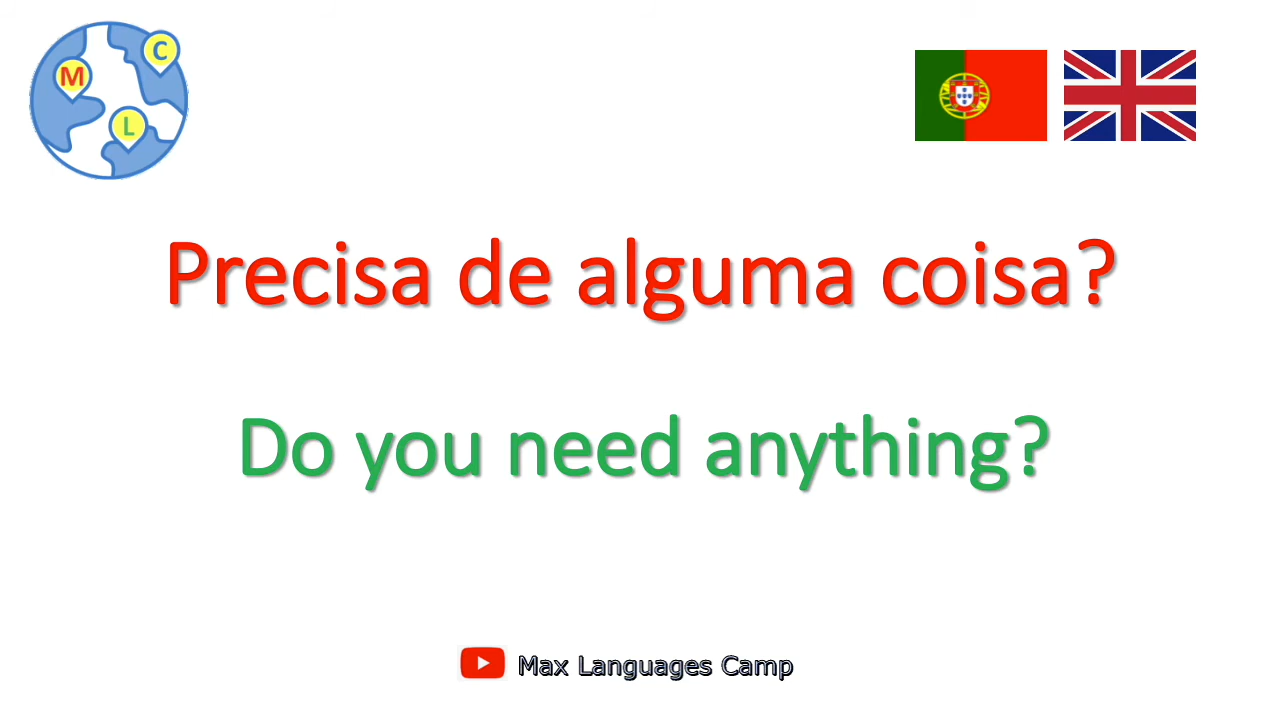 C
M
L
Precisa de alguma coisa?
Do you need anything?
Max Languages Camp